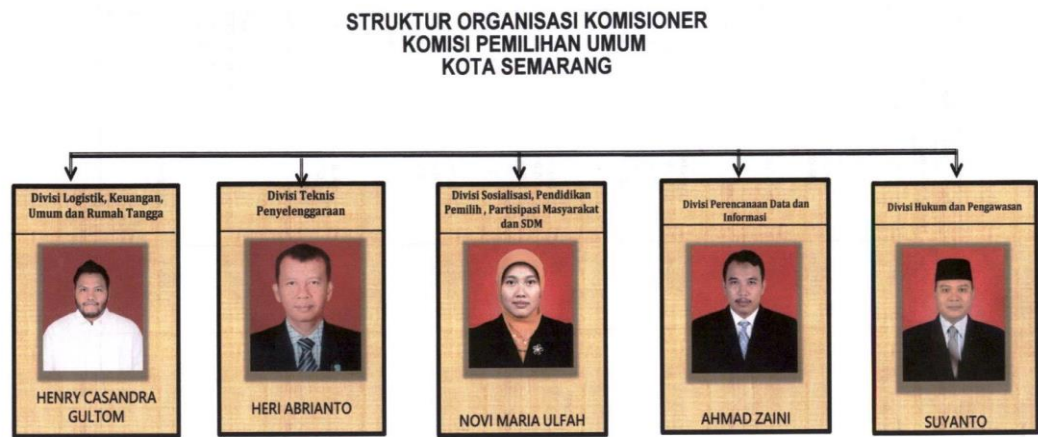 STRUKTUR ORGANISASI KOMISIONER
KOMISI PEMILIHAN UMUM
KOTA SEMARANG
Divisi Logistik, Keuangan,
Umum dan Rumah Tangga
HENRY CASANDRA
GULTOM
Divisi Teknis
Penyelenggaraan
HERI ABRIANTO
Divisi Sosialisasi, Pendidikan
Pemilih , Partisipasi Masyarakat
dan SDM
NOVI MARIA ULFAH
Divisi Perencanaan Data dan
Informasi
AHMAD ZAINI
Divisi Hukum dan Pengawasan
SUYANTO